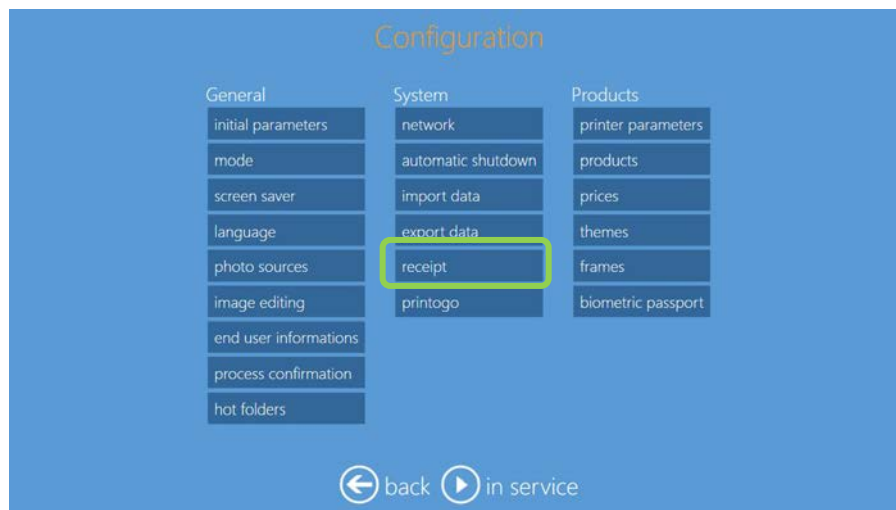 Configuration
General
initial parameters
mode
screen saver
language
photo sources
image editing
end user informations
process confirmation
hot folders
System
network
automatic shutdown
import data
export data
receipt
printogo
Products
printer parameters
products
prices
themes
frames
biometric passport
back
in service